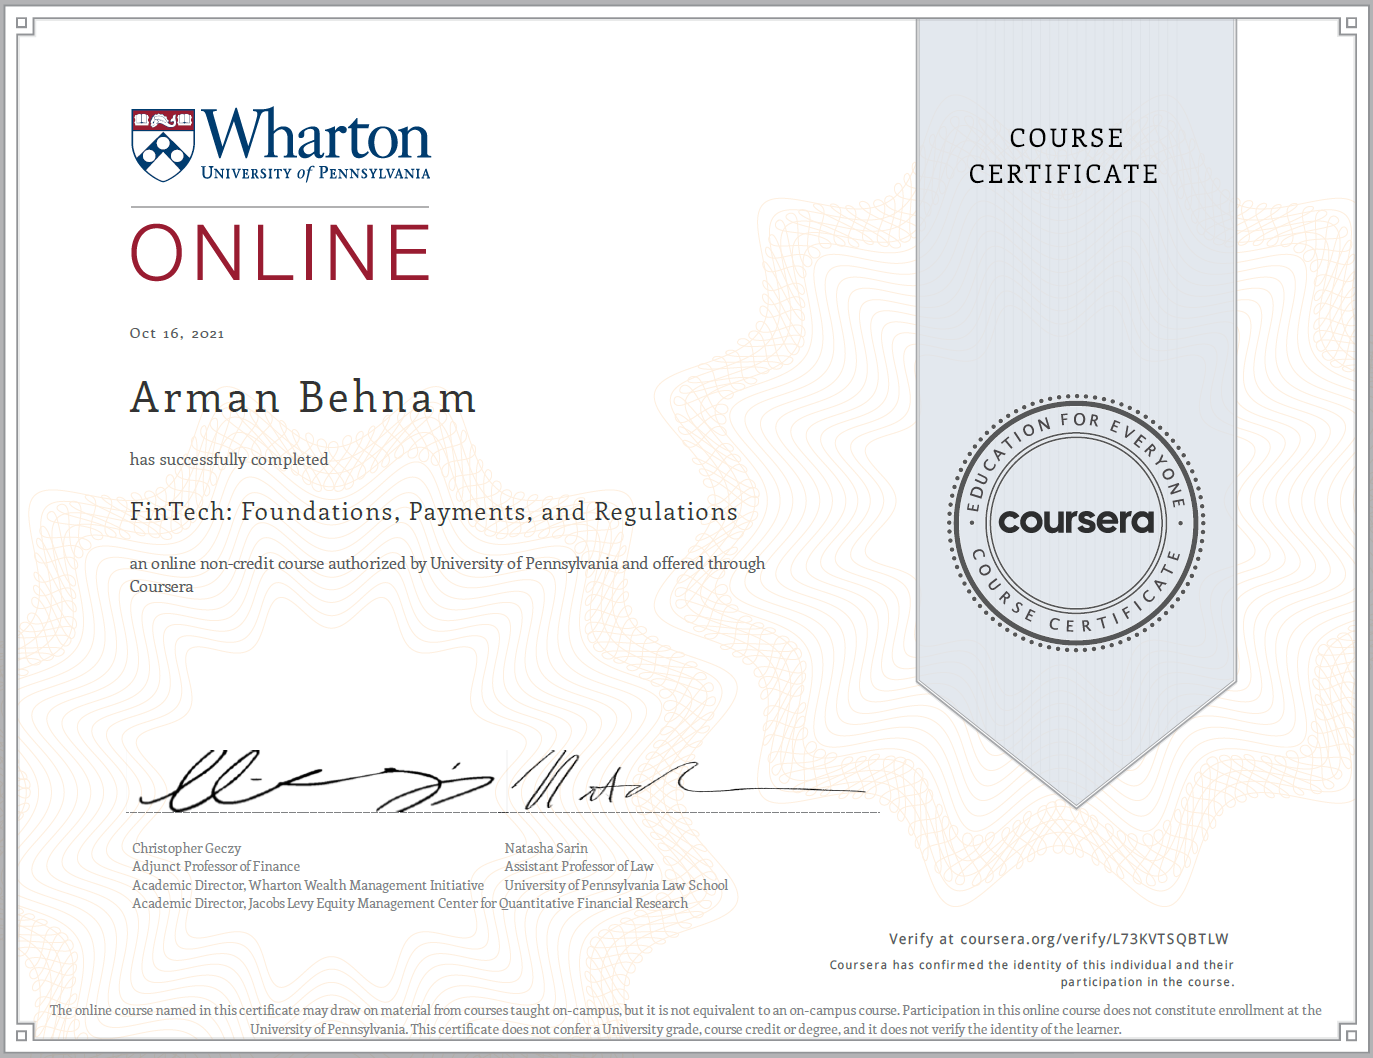 Wharton
UNIVERSITY of PENNSYLVANIA
ONLINE
Oct 16, 2021
Arman Behnam
has successfully completed
FinTech: Foundations, Payments, and Regulations
an online non-credit course authorized by University of Pennsylvania and offered through
Coursera
COURSE
CERTIFICATE
EDUCATION FOR EVERYONE
coursera
COURSE CERTIFICATE
Christopher Geczy
Adjunct Professor of Finance
Academic Director, Wharton Wealth Management Initiative
Academic Director, Jacobs Levy Equity Management Center for Quantitative Financial Research
Natasha Sarin
Assistant Professor of Law
University of Pennsylvania Law School
Verify at coursera.org/verify/L73KVTSQBTLW
Coursera has confirmed the identity of this individual and their
participation in the course.
The online course named in this certificate may draw on material from courses taught on-campus, but it is not equivalent to an on-campus course. Participation in this online course does not constitute enrollment at the
University of Pennsylvania. This certificate does not confer a University grade, course credit or degree, and it does not verify the identity of the learner.